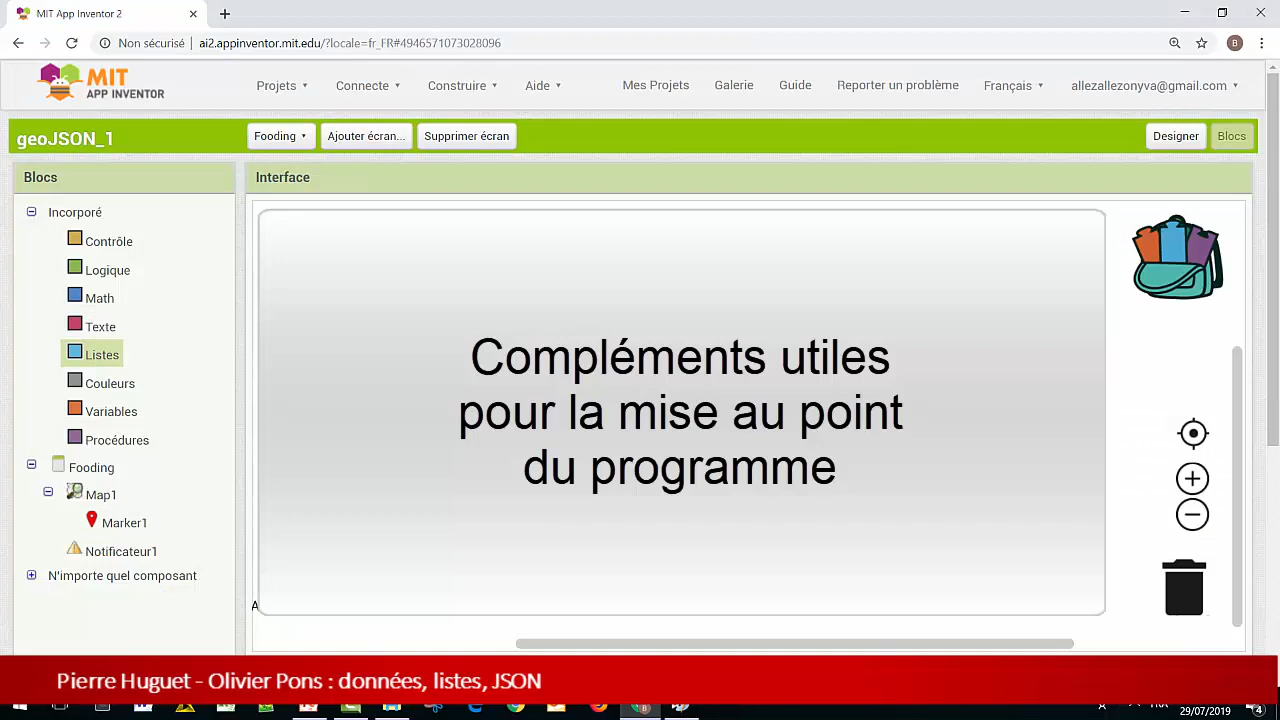 MIT App Inventor 2
Non sécurisé | ai2.appinventor.mit.edu/?locale=fr_FR#4946571073028096
MIT
APP INVENTOR
Projets
Connecte
Aide
Mes Projets
Galerie
Guide
Reporter un problème
Français
allezallezonyva@gmail.com
geoJSON_1
Fooding
Ajouter écran...
Supprimer écran
Designer
Blocs
Blocs
Interface
Incorporé
Contrôle
Logique
Math
Texte
Listes
Couleurs
Variables
Procédures
Fooding
Map1
Marker1
Notificateur1
N'importe quel composant
Compléments utiles
pour la mise au point
du programme
A
Pierre Huguet - Olivier Pons : données, listes, JSON
29/07/2019
4